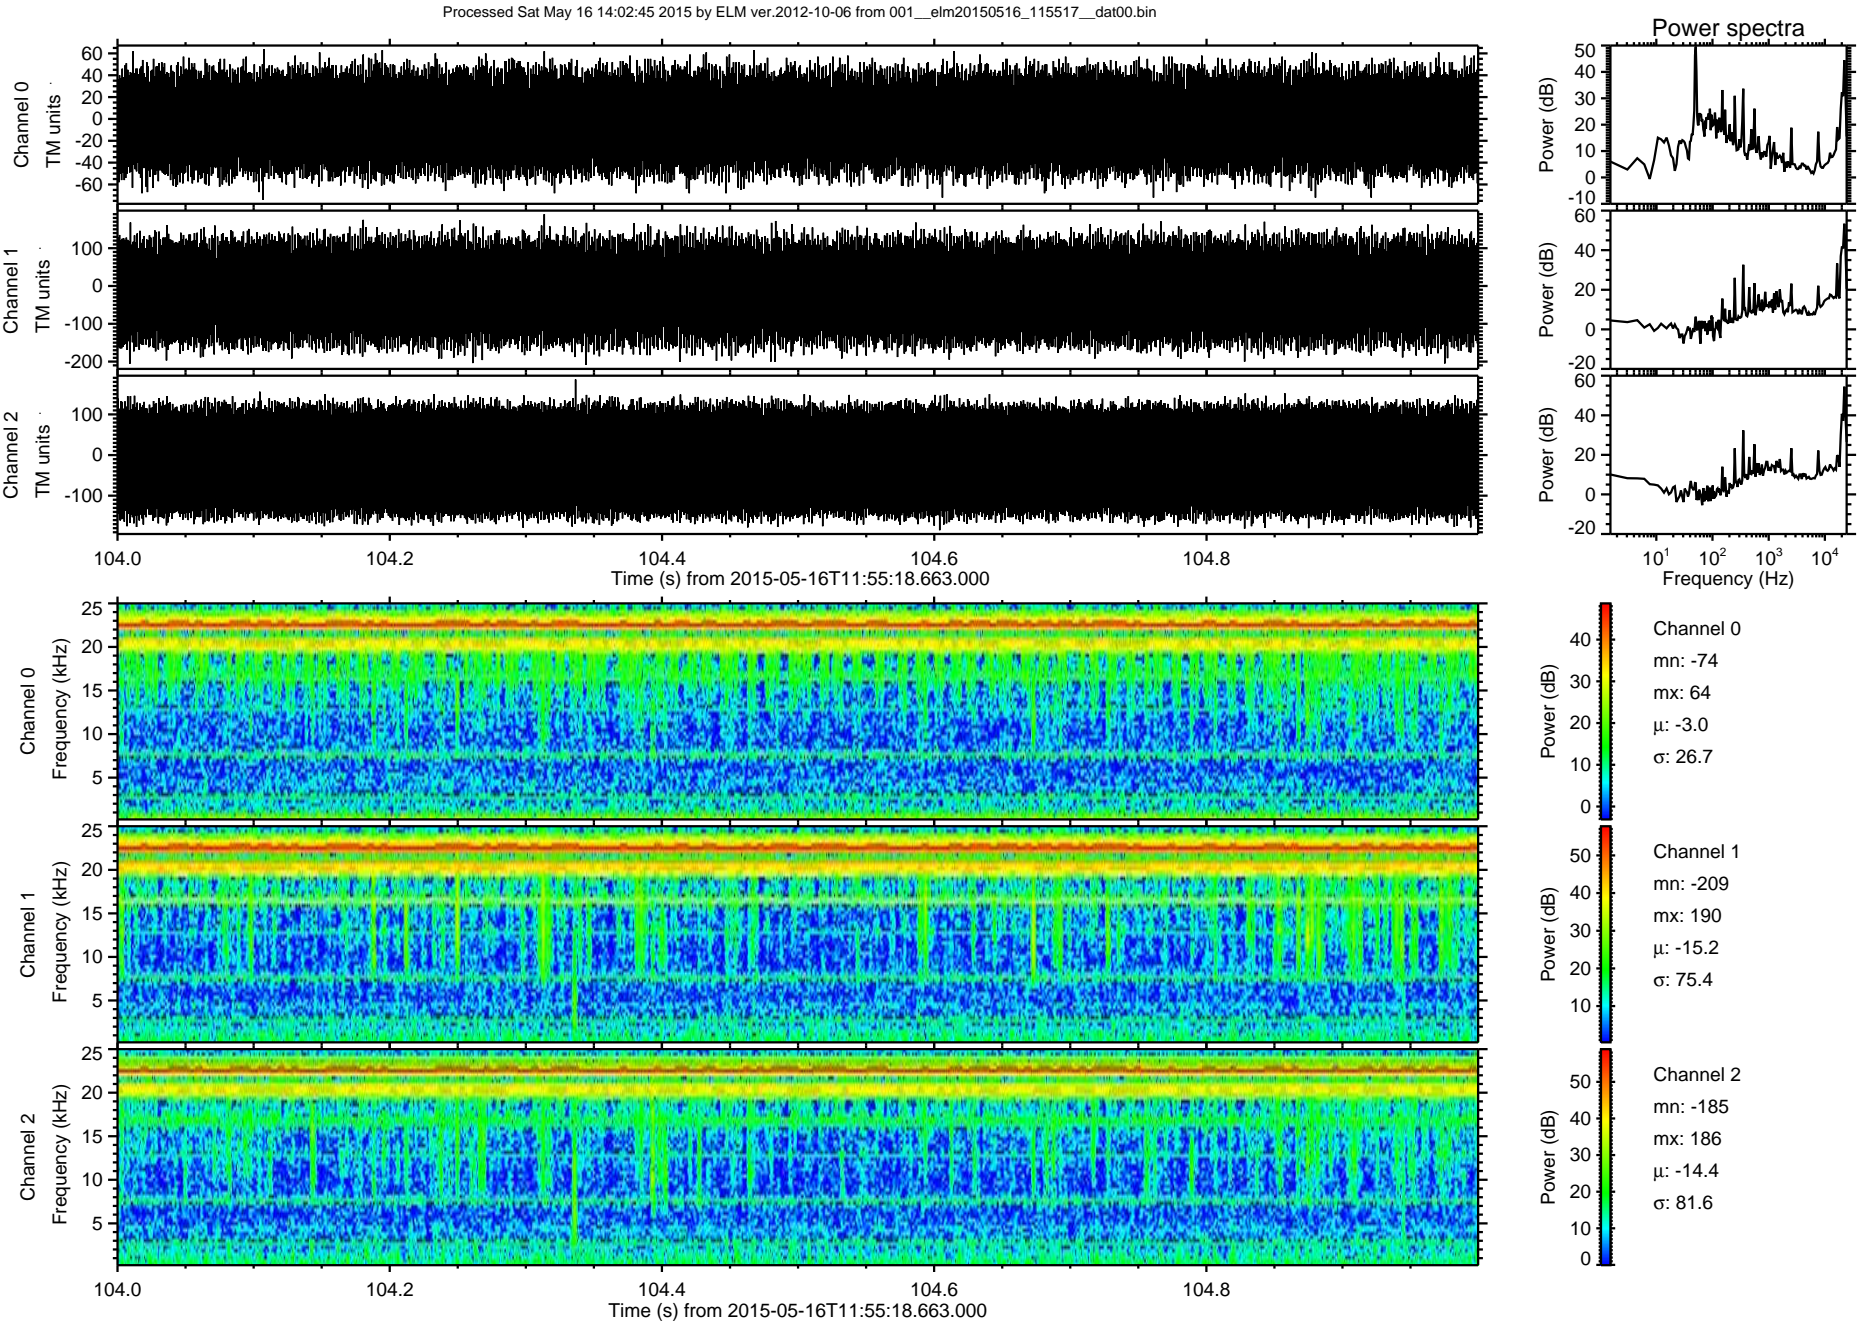 Processed Sat May 16 14:02:45 2015 by ELM ver.2012-10-06 from 001__elm20150516_115517__dat00.bin
Power spectra
Channel 0
TM units
60
40
20
0
-20
-40
-60
Power (dB)
50
40
30
20
10
0
-10
Channel 1
TM units
100
0
-100
-200
Power (dB)
60
40
20
0
-20
Channel 2
TM units
100
0
-100
Power (dB)
60
40
20
0
-20
104.0 104.2 104.4 104.6 104.8
Time (s) from 2015-05-16T11:55:18.663.000
10^1 10^2 10^3 10^4
Frequency (Hz)
Channel 0
Frequency (kHz)
25
20
15
10
5
Power (dB)
40
30
20
10
0
Channel 0
mn: -74
mx: 64
µ: -3.0
σ: 26.7
Channel 1
Frequency (kHz)
25
20
15
10
5
Power (dB)
50
40
30
20
10
Channel 1
mn: -209
mx: 190
µ: -15.2
σ: 75.4
Channel 2
Frequency (kHz)
25
20
15
10
5
Power (dB)
50
40
30
20
10
0
Channel 2
mn: -185
mx: 186
µ: -14.4
σ: 81.6
104.0 104.2 104.4 104.6 104.8
Time (s) from 2015-05-16T11:55:18.663.000